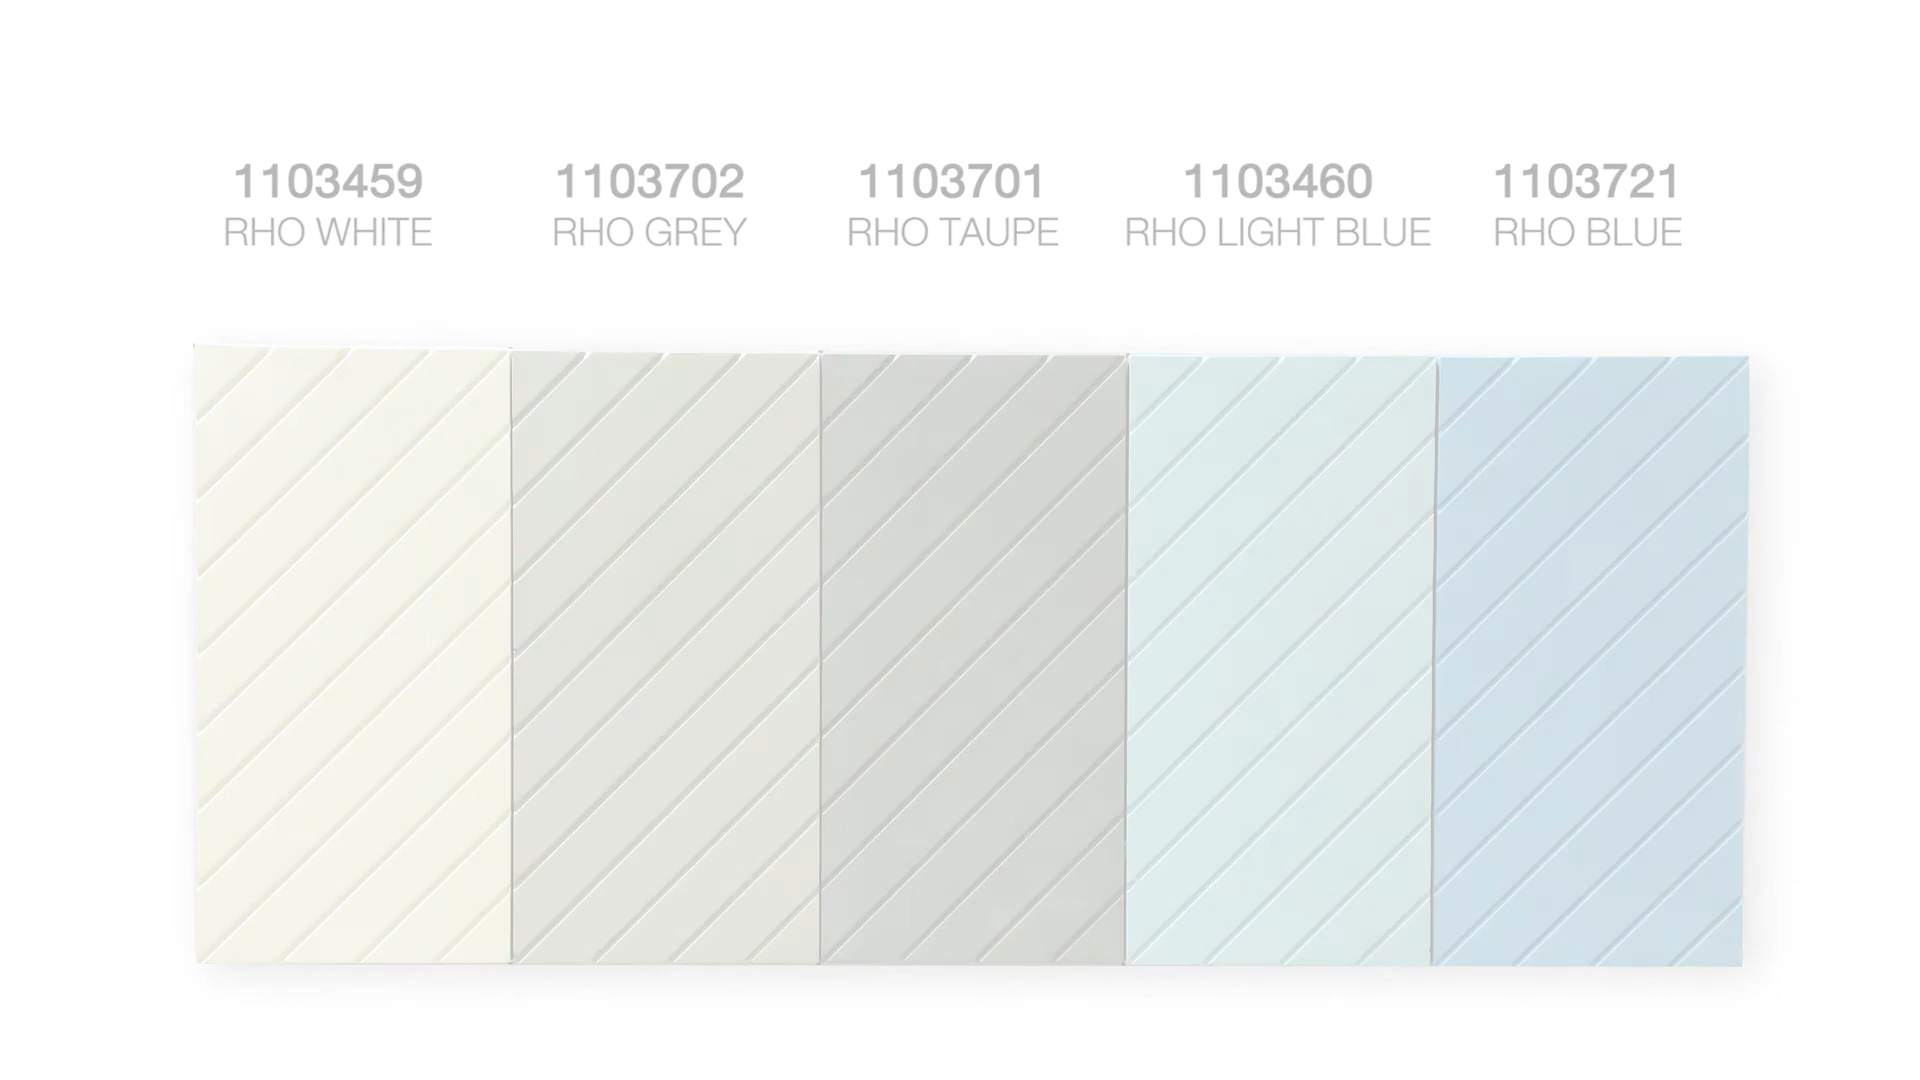 1103459
RHO WHITE
1103702
RHO GREY
1103701
RHO TAUPE
1103460
RHO LIGHT BLUE
1103721
RHO BLUE